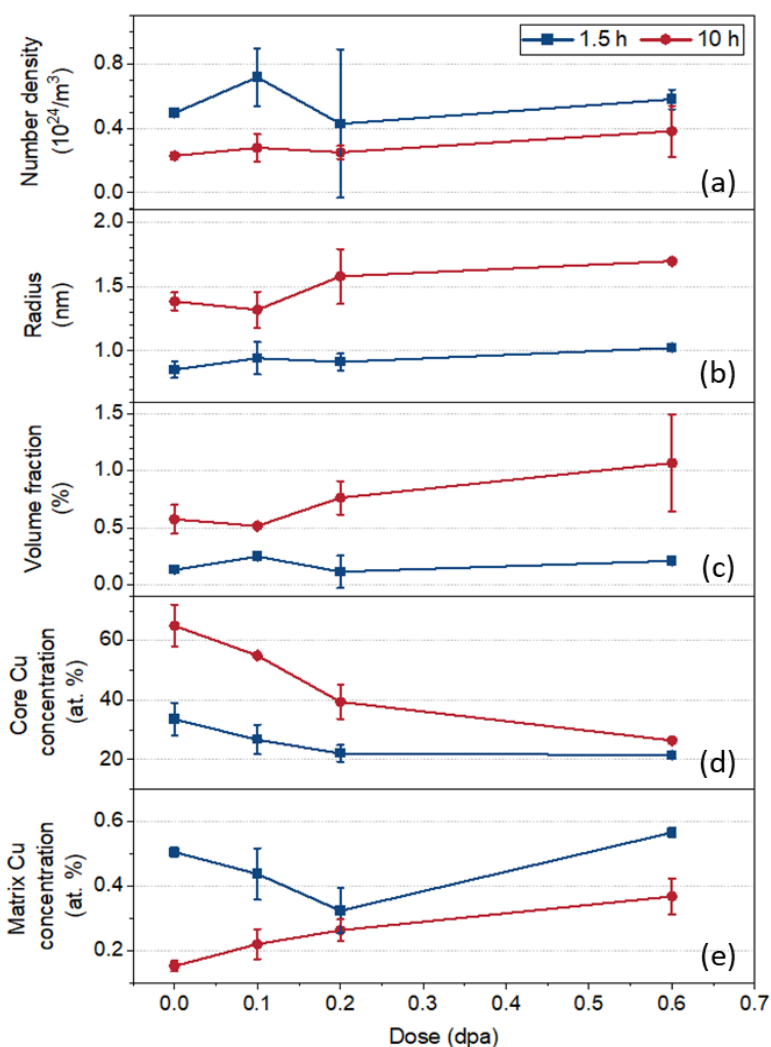 1.5 h
10 h
Number density
(10²⁴/m³)
0.8
0.4
0.0
(a)
Radius
(nm)
2.0
1.5
1.0
(b)
Volume fraction
(%)
1.5
1.0
0.5
0.0
(c)
Core Cu
concentration
(at. %)
60
40
20
(d)
Matrix Cu
concentration
(at. %)
0.6
0.4
0.2
(e)
0.0 0.1 0.2 0.3 0.4 0.5 0.6 0.7
Dose (dpa)